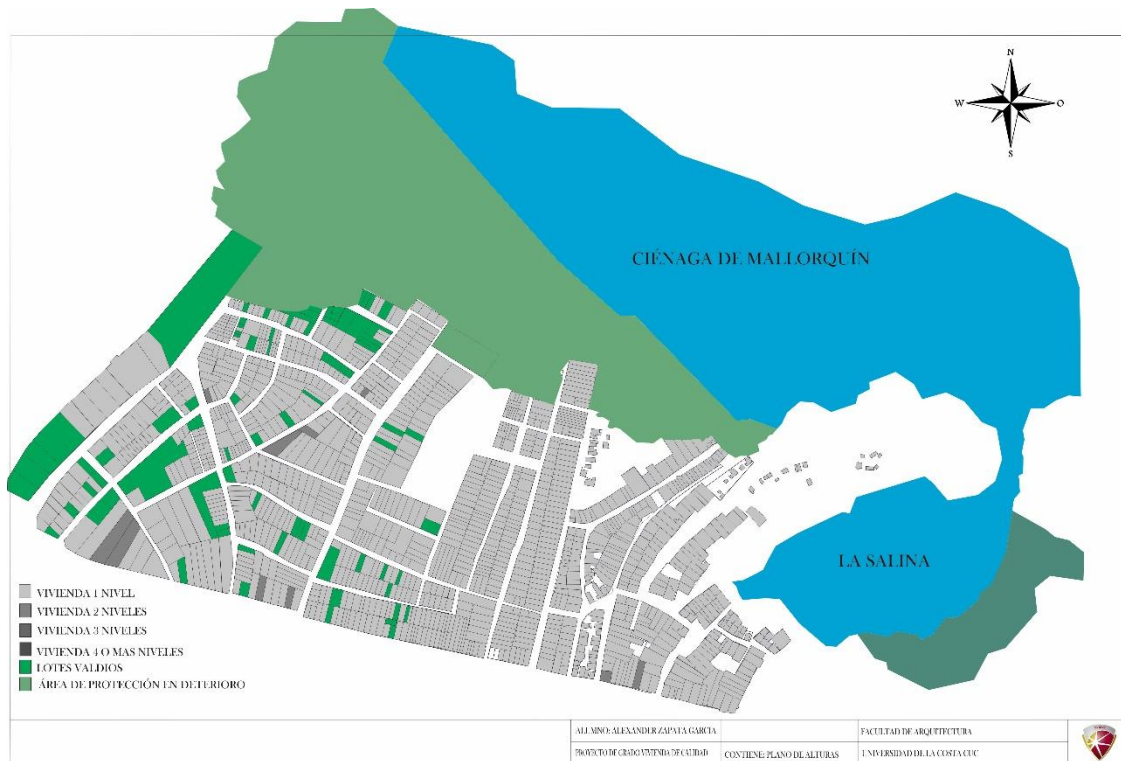 N
W O
S
CIÉNAGA DE MALLORQUÍN
LA SALINA
VIVIENDA 1 NIVEL
VIVIENDA 2 NIVELES
VIVIENDA 3 NIVELES
VIVIENDA 4 O MAS NIVELES
LOTES VALDIOS
ÁREA DE PROTECCIÓN EN DETERIORO
ALUMNO: ALEXANDER ZAPATA GARCIA
FACULTAD DE ARQUITECTURA
PROYECTO DE GRADO VIVIENDA DE CALIDAD
CONTIENE: PLANO DE ALTURAS
UNIVERSIDAD DE LA COSTA CUC